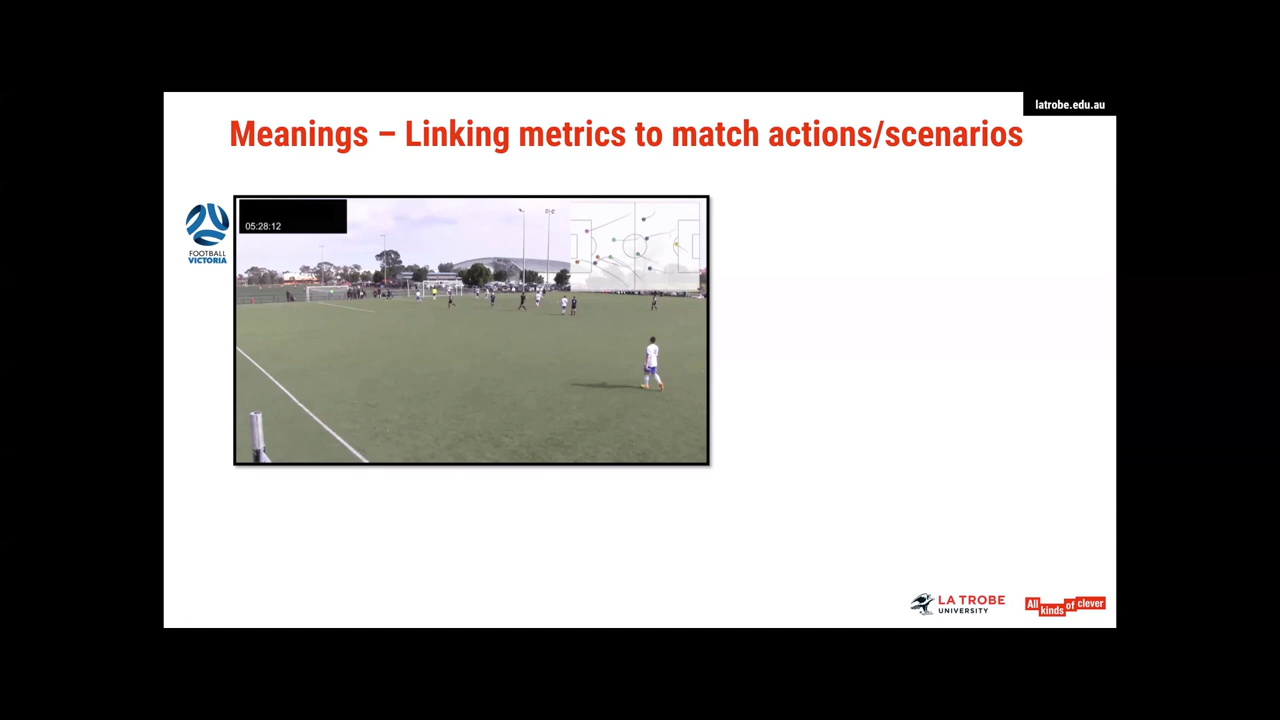 latrobe.edu.au
Meanings – Linking metrics to match actions/scenarios
05:28:12
FOOTBALL
VICTORIA
LA TROBE
UNIVERSITY
All kinds of clever